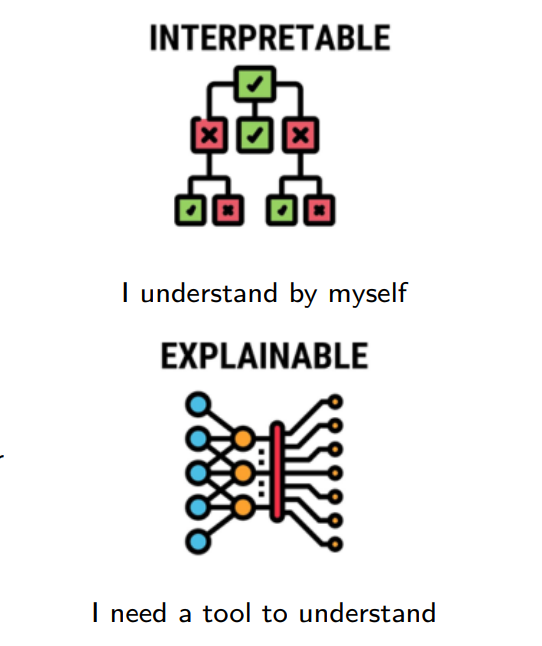 INTERPRETABLE
I understand by myself
EXPLAINABLE
I need a tool to understand